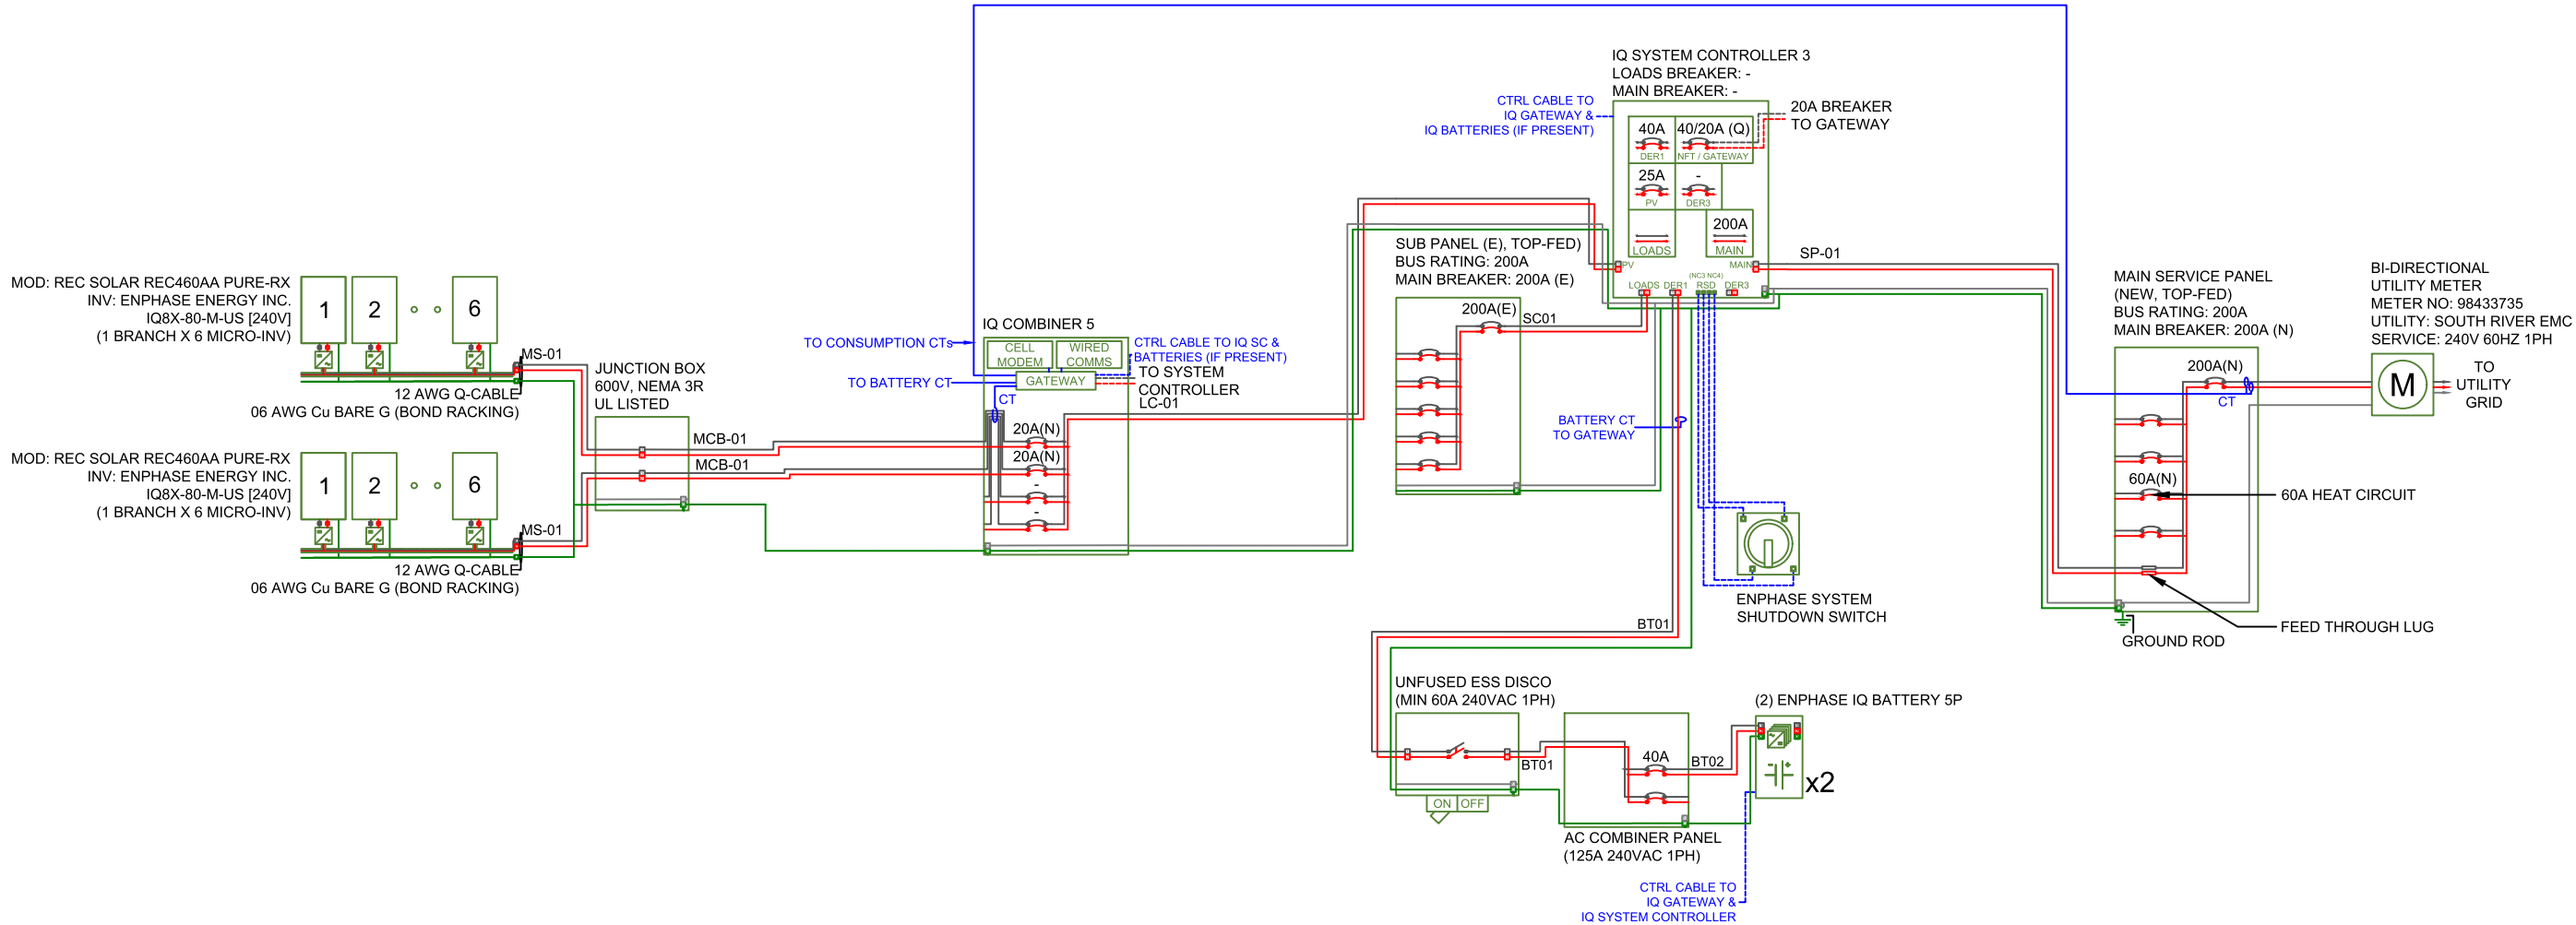 MOD: REC SOLAR REC460AA PURE-RX
INV: ENPHASE ENERGY INC.
IQ8X-80-M-US [240V]
(1 BRANCH X 6 MICRO-INV)
1
2
6
MS-01
12 AWG Q-CABLE
06 AWG Cu BARE G (BOND RACKING)
MOD: REC SOLAR REC460AA PURE-RX
INV: ENPHASE ENERGY INC.
IQ8X-80-M-US [240V]
(1 BRANCH X 6 MICRO-INV)
1
2
6
MS-01
12 AWG Q-CABLE
06 AWG Cu BARE G (BOND RACKING)
JUNCTION BOX
600V, NEMA 3R
UL LISTED
MCB-01
MCB-01
TO CONSUMPTION CTs
TO BATTERY CT
IQ COMBINER 5
CELL
MODEM
WIRED
COMMS
GATEWAY
CT
20A(N)
20A(N)
-
-
CTRL CABLE TO IQ SC &
BATTERIES (IF PRESENT)
TO SYSTEM
CONTROLLER
LC-01
SUB PANEL (E), TOP-FED)
BUS RATING: 200A
MAIN BREAKER: 200A (E)
200A(E)
SC01
CTRL CABLE TO
IQ GATEWAY &
IQ BATTERIES (IF PRESENT)
IQ SYSTEM CONTROLLER 3
LOADS BREAKER: -
MAIN BREAKER: -
40A
DER1
40/20A (Q)
NFT / GATEWAY
25A
PV
-
DER3
LOADS
200A
MAIN
PV
MAIN
(NC3 NC4)
LOADS
DER1
RSD
DER3
20A BREAKER
TO GATEWAY
SP-01
BATTERY CT
TO GATEWAY
ENPHASE SYSTEM
SHUTDOWN SWITCH
BT01
UNFUSED ESS DISCO
(MIN 60A 240VAC 1PH)
ON
OFF
BT01
40A
BT02
AC COMBINER PANEL
(125A 240VAC 1PH)
(2) ENPHASE IQ BATTERY 5P
- +
x2
CTRL CABLE TO
IQ GATEWAY &
IQ SYSTEM CONTROLLER
MAIN SERVICE PANEL
(NEW, TOP-FED)
BUS RATING: 200A
MAIN BREAKER: 200A (N)
200A(N)
CT
60A(N)
60A HEAT CIRCUIT
FEED THROUGH LUG
GROUND ROD
BI-DIRECTIONAL
UTILITY METER
METER NO: 98433735
UTILITY: SOUTH RIVER EMC
SERVICE: 240V 60HZ 1PH
M
TO
UTILITY
GRID